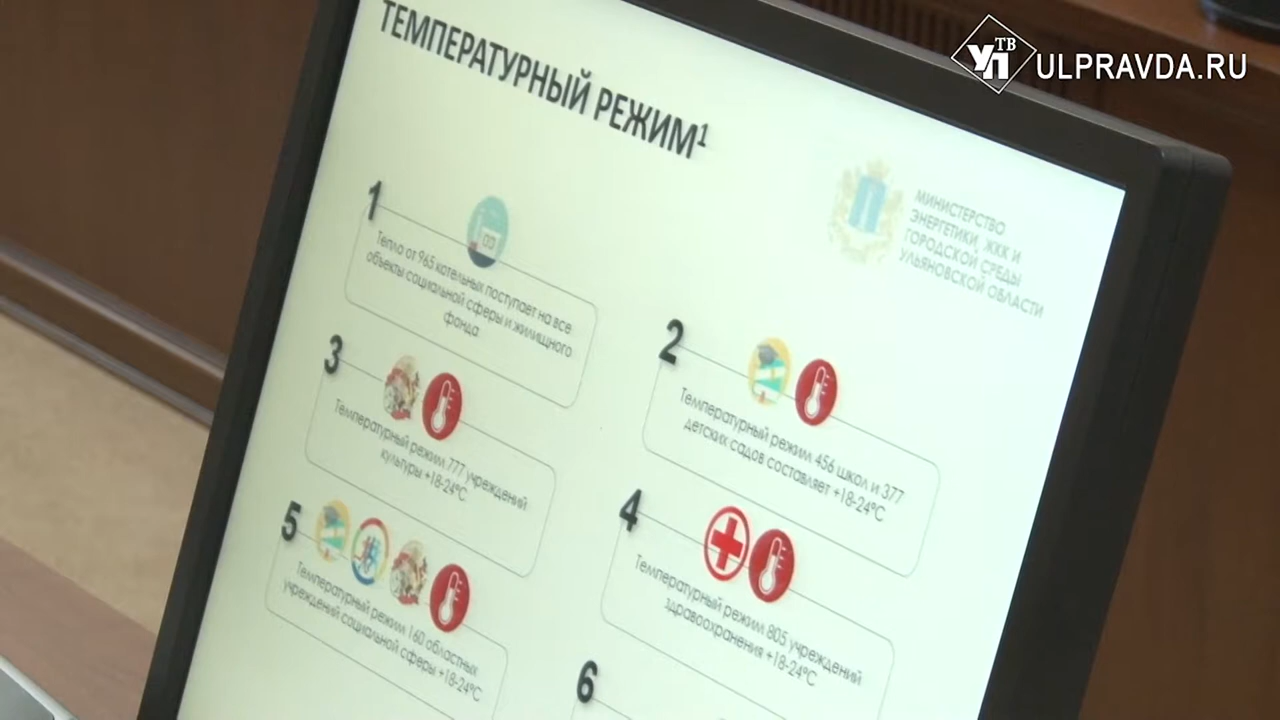 ТЕМПЕРАТУРНЫЙ РЕЖИМ¹
УП ТВ
ULPRAVDA.RU
МИНИСТЕРСТВО
ЭНЕРГЕТИКИ, ЖКК И
ГОРОДСКОЙ СРЕДЫ
УЛЬЯНОВСКОЙ ОБЛАСТИ
1
Тепло от 965 котельных поступает на все
объекты социальной сферы и жилищного
фонда
2
Температурный режим 456 школ и 377
детских садов составляет +18-24°С
3
Температурный режим 777 учреждений
культуры +18-24°С
4
Температурный режим 805 учреждений
здравоохранения +18-24°С
5
Температурный режим 160 областных
учреждений социальной сферы +18-24°С
6